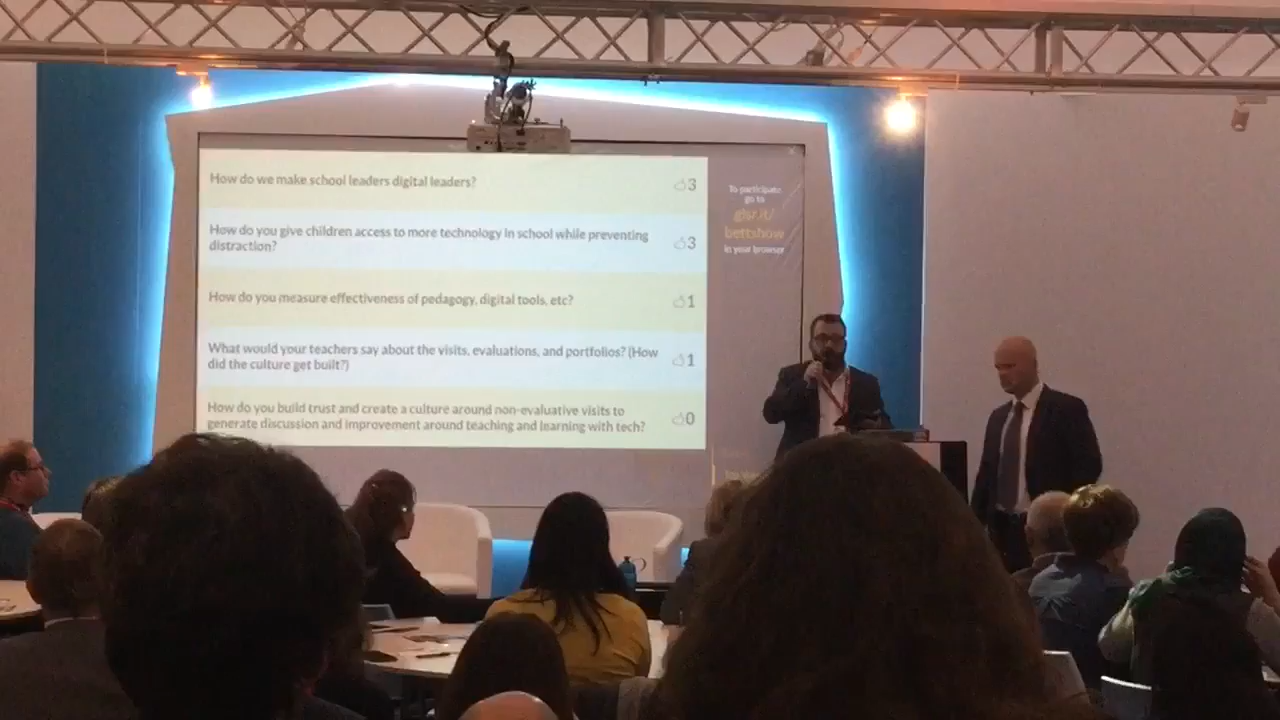 How do we make school leaders digital leaders?
3
How do you give children access to more technology in school while preventing
distraction?
3
How do you measure effectiveness of pedagogy, digital tools, etc?
1
What would your teachers say about the visits, evaluations, and portfolios? (How
did the culture get built?)
1
How do you build trust and create a culture around non-evaluative visits to
generate discussion and improvement around teaching and learning with tech?
0
To participate
go to
glsr.it/
bettshow
in your browser